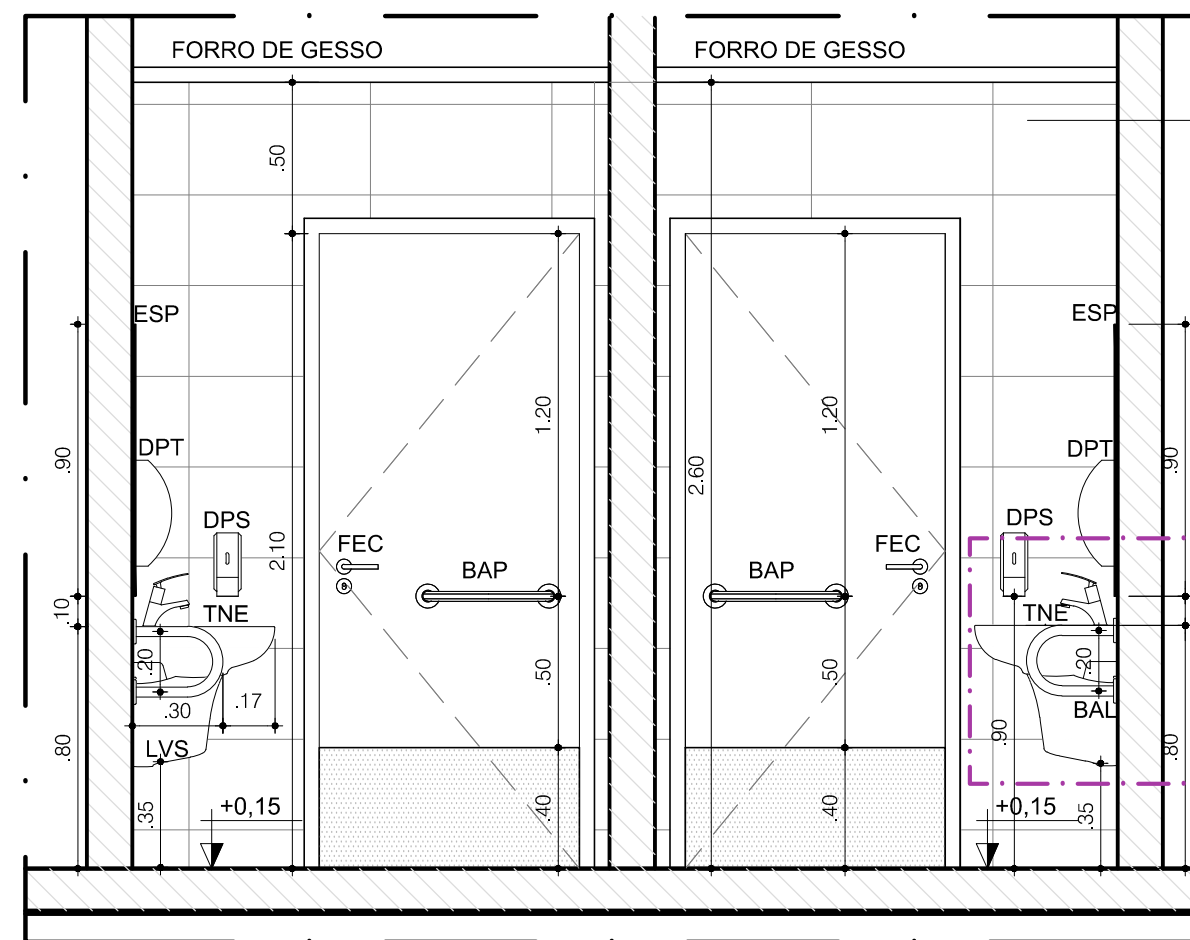 FORRO DE GESSO
FORRO DE GESSO
.50
ESP
ESP
1.20
1.20
DPT
DPT
.90
2.60
.90
DPS
DPS
2.10
FEC
FEC
BAP
BAP
.10
TNE
TNE
.20
.20
.50
.50
.30
.17
BAL
LVS
.80
.90
.80
.35
+0,15
.40
.40
+0,15
.35